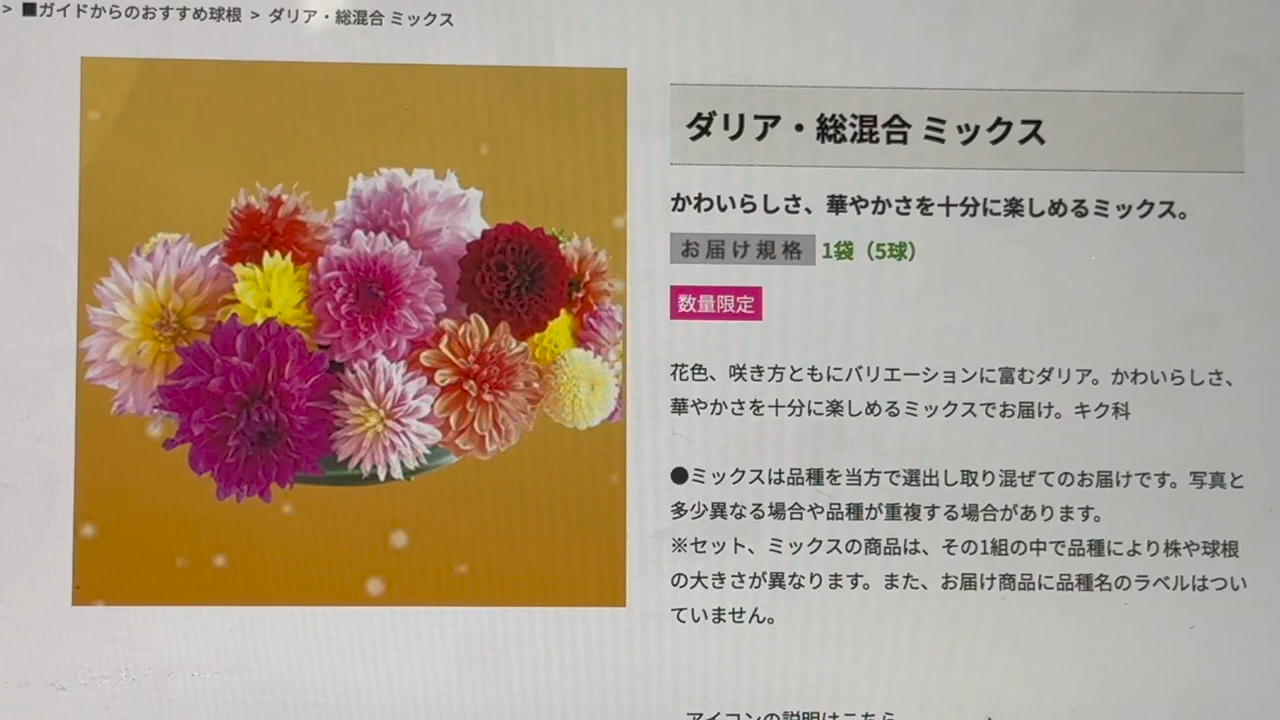 > ■ガイドからのおすすめ球根 > ダリア・総混合 ミックス
ダリア・総混合 ミックス
かわいらしさ、華やかさを十分に楽しめるミックス。
お届け規格 1袋（5球）
数量限定
花色、咲き方ともにバリエーションに富むダリア。かわいらしさ、
華やかさを十分に楽しめるミックスでお届け。キク科
●ミックスは品種を当方で選出し取り混ぜてのお届けです。写真と
多少異なる場合や品種が重複する場合があります。
※セット、ミックスの商品は、その1組の中で品種により株や球根
の大きさが異なります。また、お届け商品に品種名のラベルはつい
ていません。
アイコンの説明はこちら